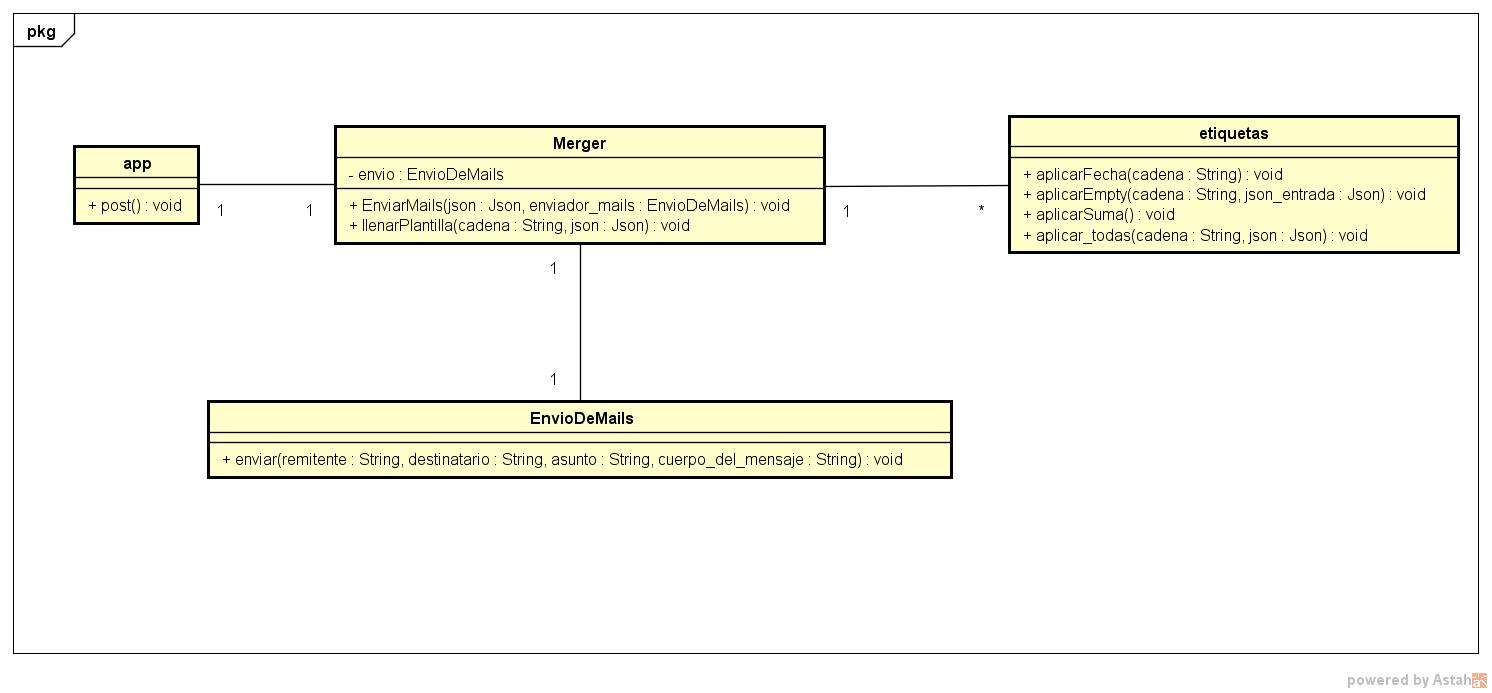 pkg
app
+ post() : void
1
1
Merger
- envio : EnvioDeMails
+ EnviarMails(json : Json, enviador_mails : EnvioDeMails) : void
+ llenarPlantilla(cadena : String, json : Json) : void
1
*
etiquetas
+ aplicarFecha(cadena : String) : void
+ aplicarEmpty(cadena : String, json_entrada : Json) : void
+ aplicarSuma() : void
+ aplicar_todas(cadena : String, json : Json) : void
1
1
EnvioDeMails
+ enviar(remitente : String, destinatario : String, asunto : String, cuerpo_del_mensaje : String) : void
powered by Astah